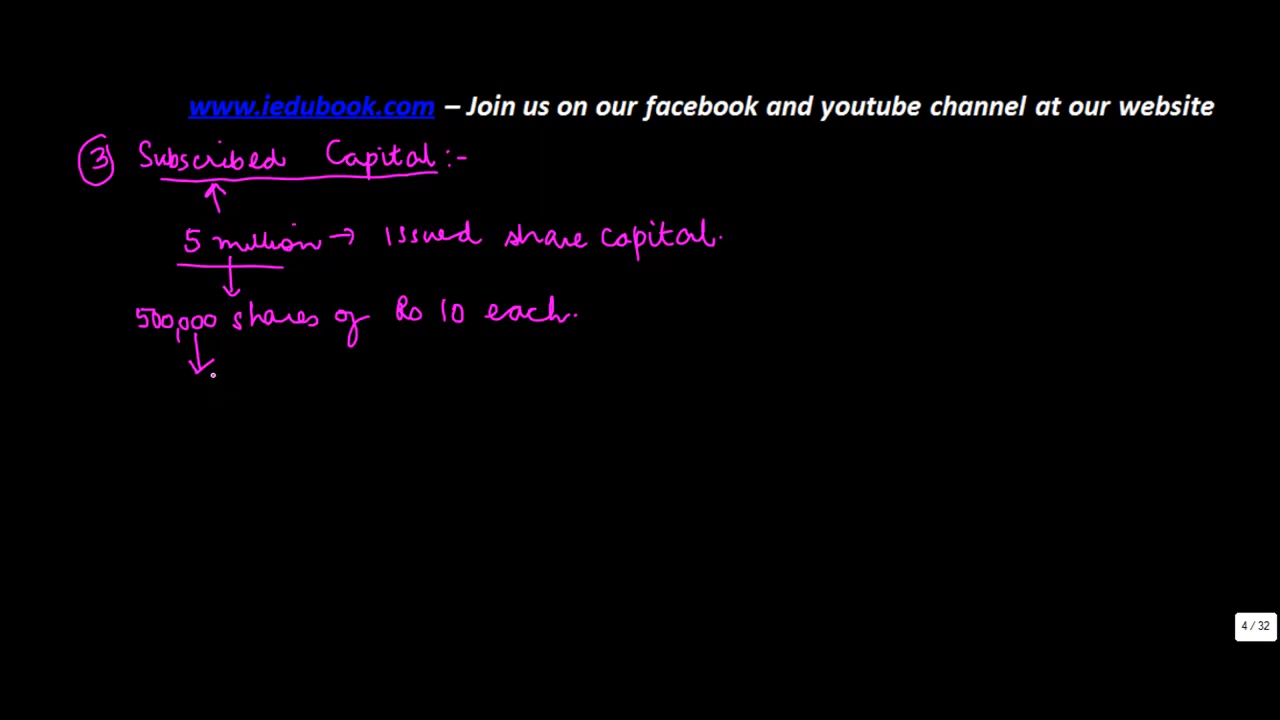 www.iedubook.com – Join us on our facebook and youtube channel at our website
3 Subscribed Capital :-
5 million → Issued share capital.
500,000 shares of Rs 10 each.
4 / 32